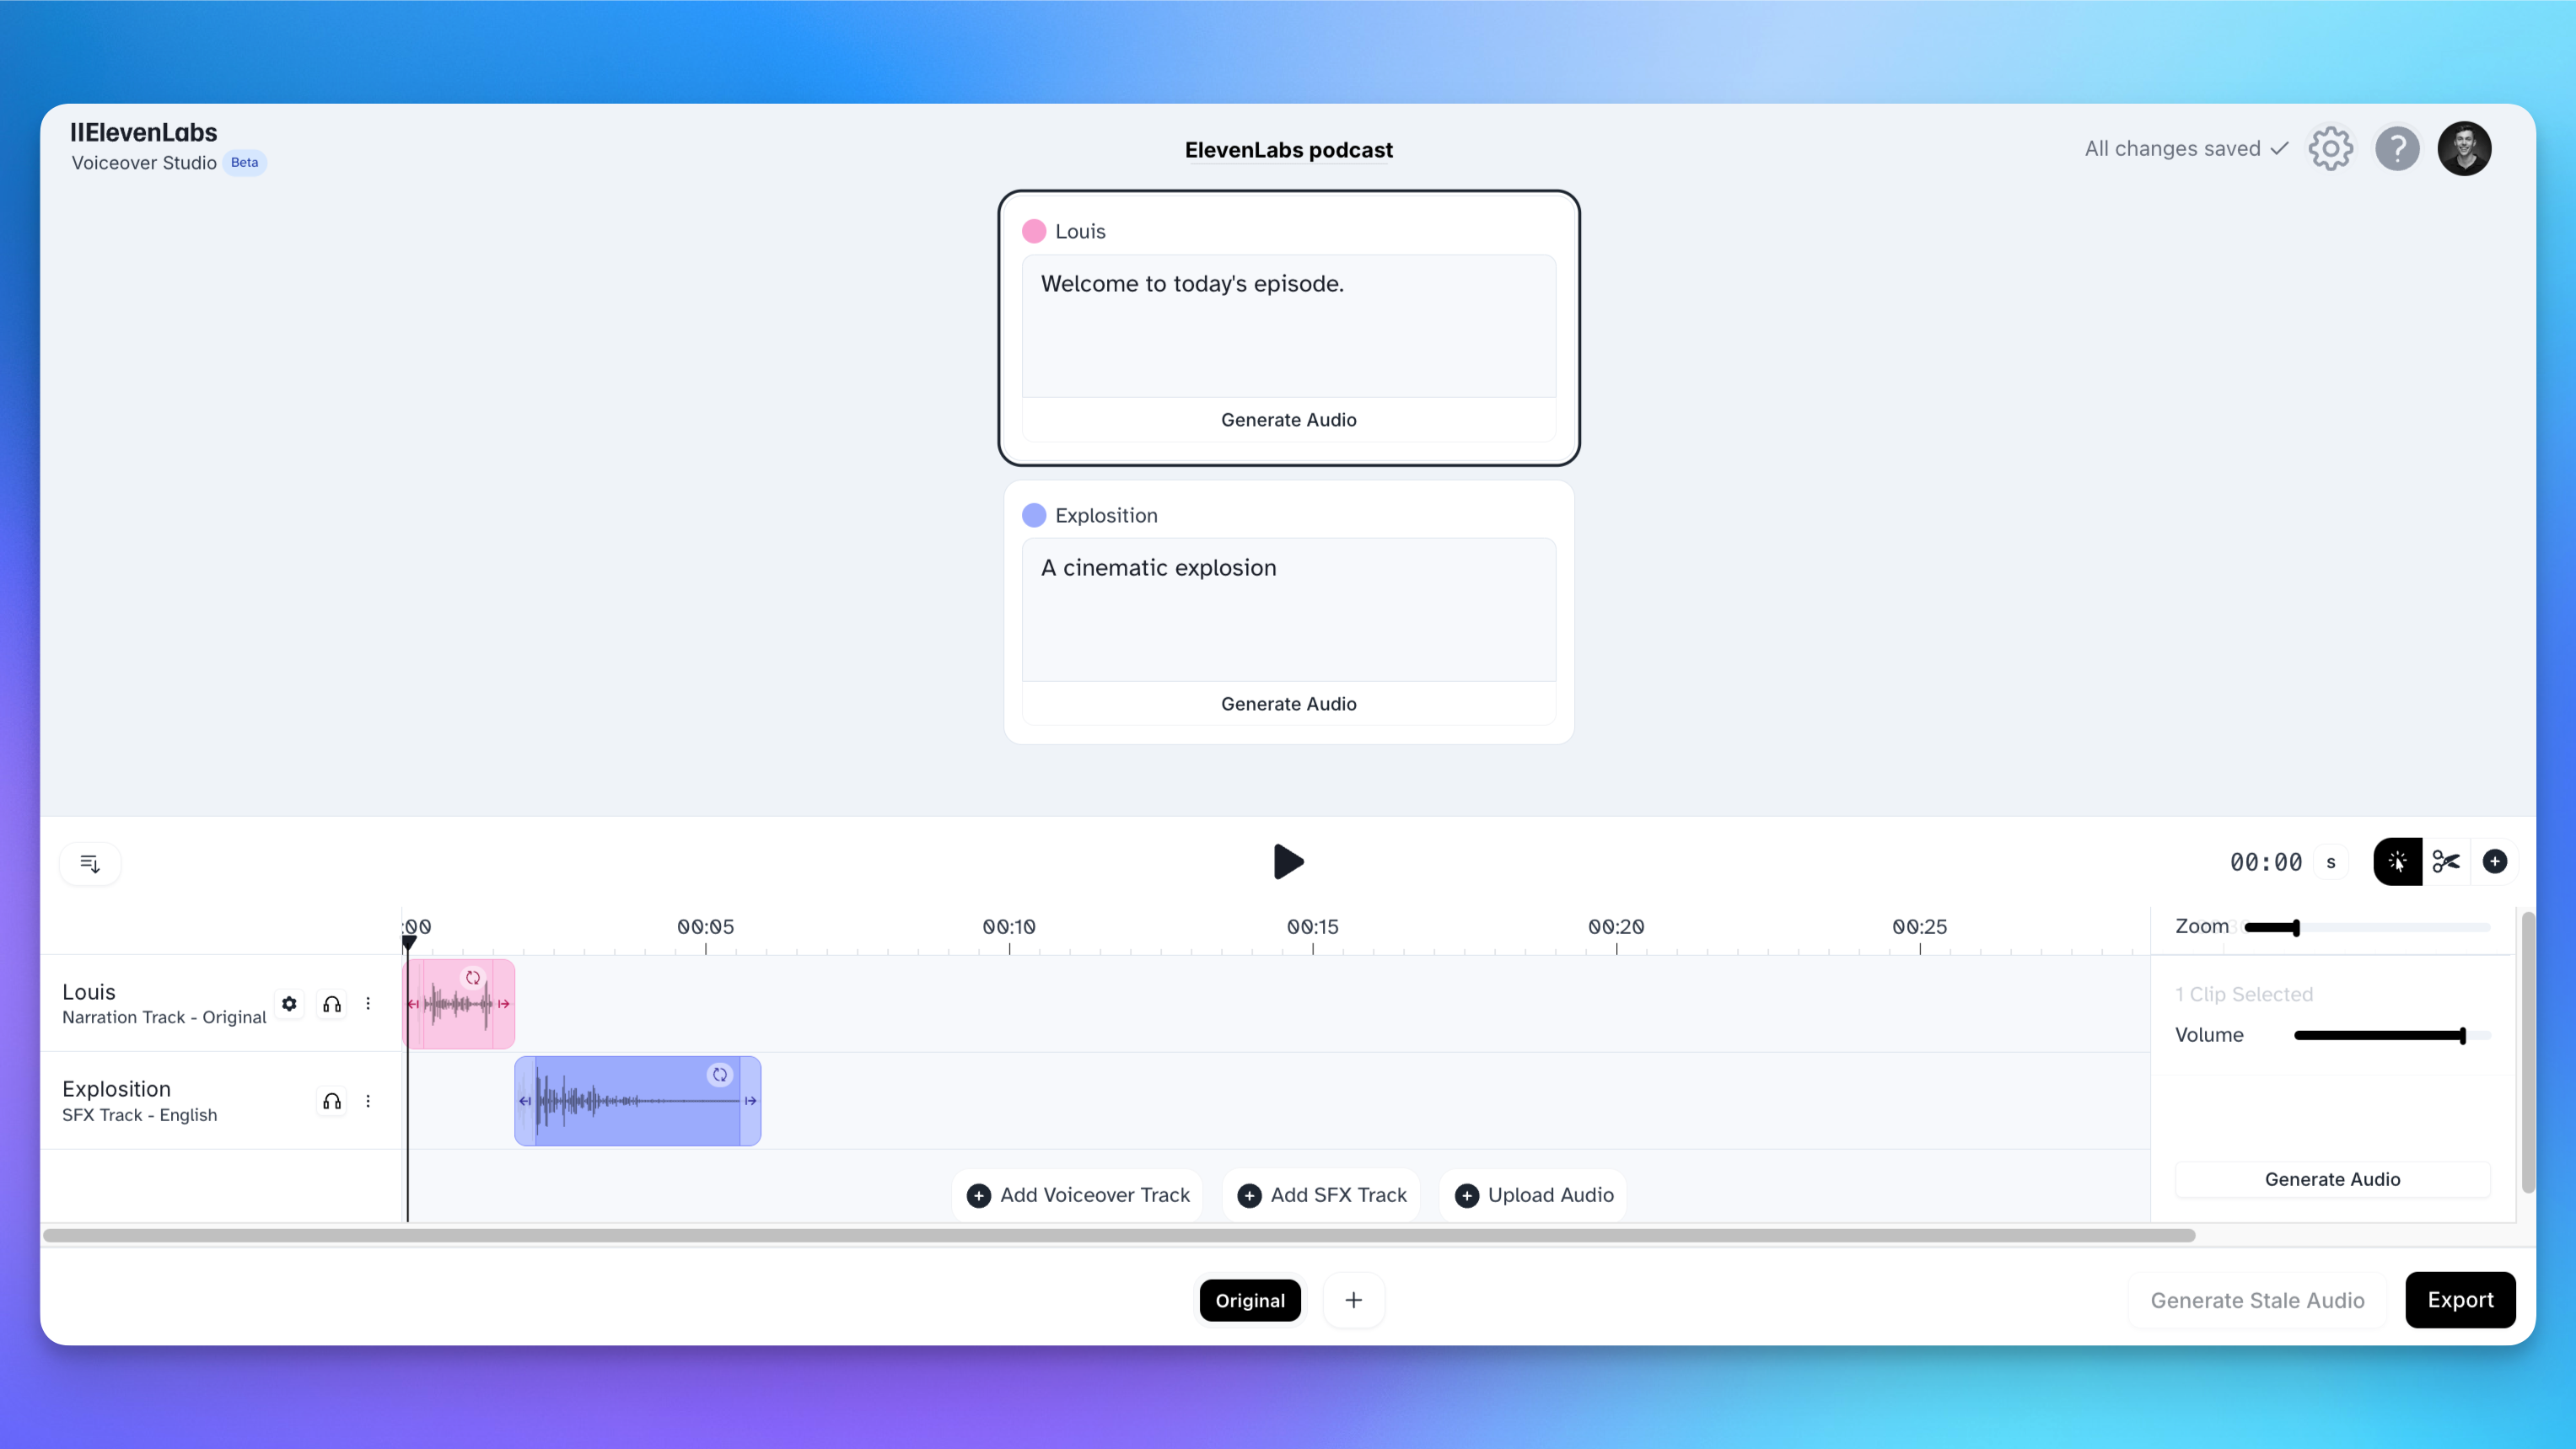 IIElevenLabs
Voiceover Studio Beta
ElevenLabs podcast
All changes saved
?
Louis
Welcome to today's episode.
Generate Audio
Explosition
A cinematic explosion
Generate Audio
00:00 s
:00 00:05 00:10 00:15 00:20 00:25
Zoom
Louis
Narration Track - Original
1 Clip Selected
Volume
Explosition
SFX Track - English
Add Voiceover Track
Add SFX Track
Upload Audio
Generate Audio
Original
+
Generate Stale Audio
Export